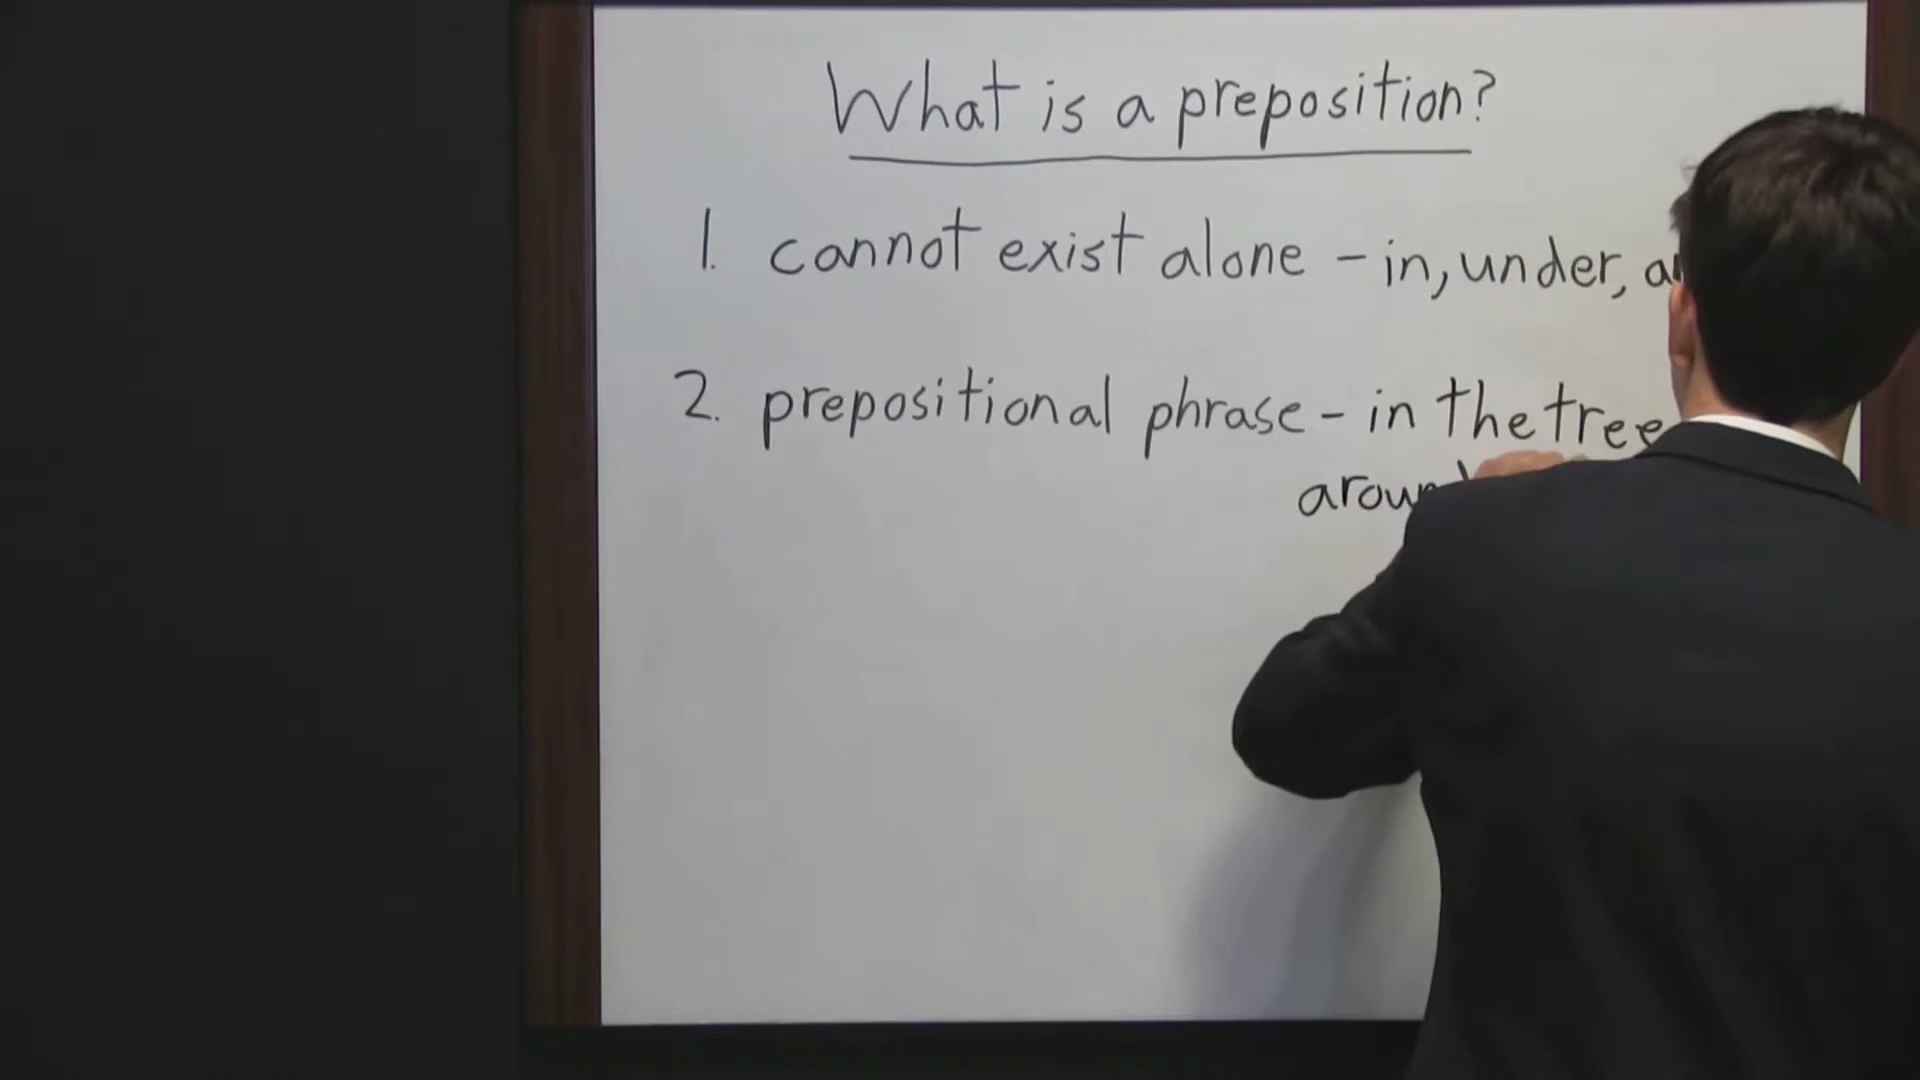 What is a preposition?
1. cannot exist alone - in, under,
2. prepositional phrase - in the tree